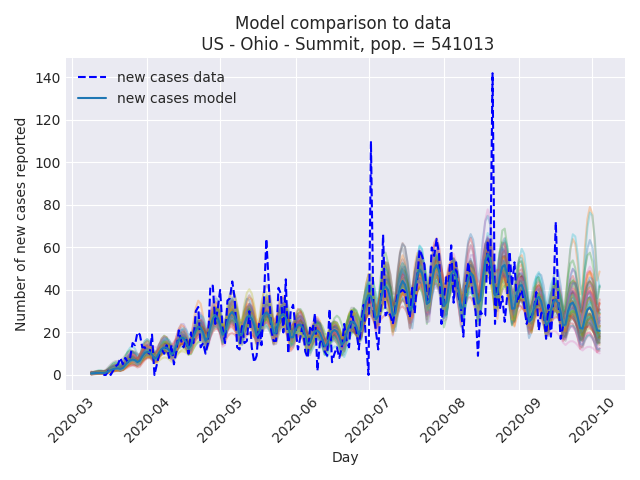 Model comparison to data
US - Ohio - Summit, pop. = 541013
new cases data
new cases model
Number of new cases reported
140
120
100
80
60
40
20
0
2020-03
2020-04
2020-05
2020-06
2020-07
2020-08
2020-09
2020-10
Day